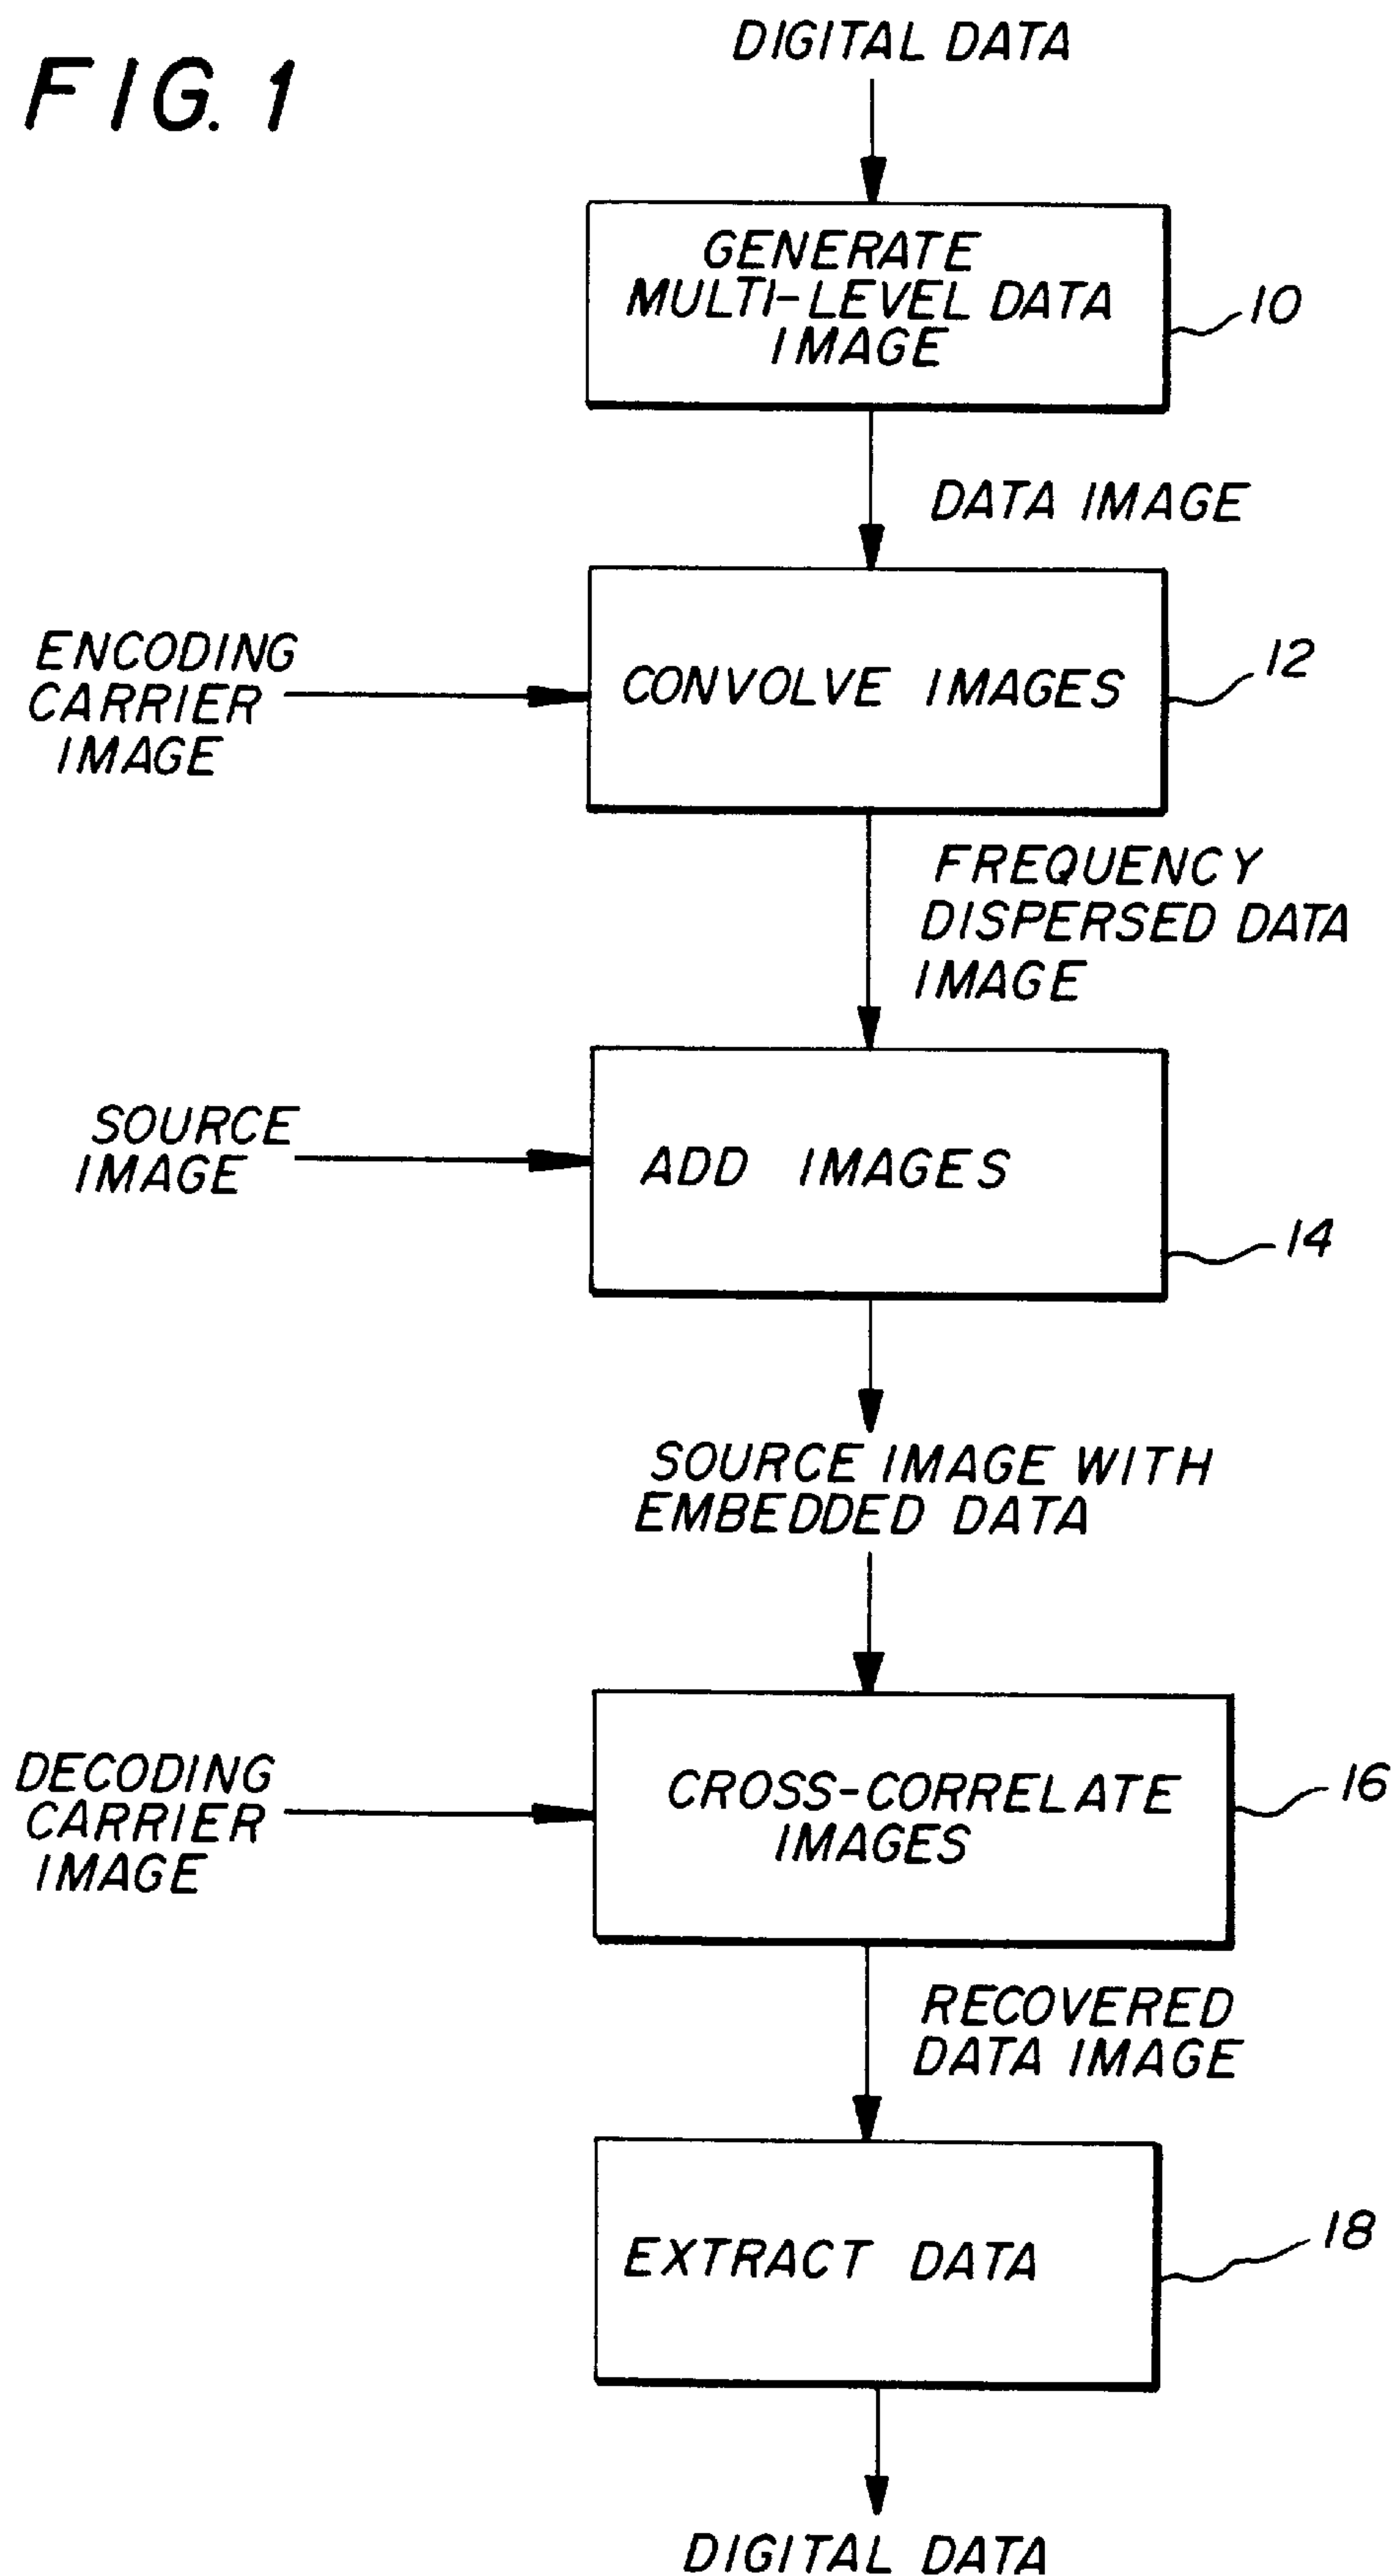 FIG. 1
DIGITAL DATA
GENERATE
MULTI-LEVEL DATA
IMAGE
10
DATA IMAGE
ENCODING
CARRIER
IMAGE
CONVOLVE IMAGES
12
FREQUENCY
DISPERSED DATA
IMAGE
SOURCE
IMAGE
ADD IMAGES
14
SOURCE IMAGE WITH
EMBEDDED DATA
DECODING
CARRIER
IMAGE
CROSS-CORRELATE
IMAGES
16
RECOVERED
DATA IMAGE
EXTRACT DATA
18
DIGITAL DATA